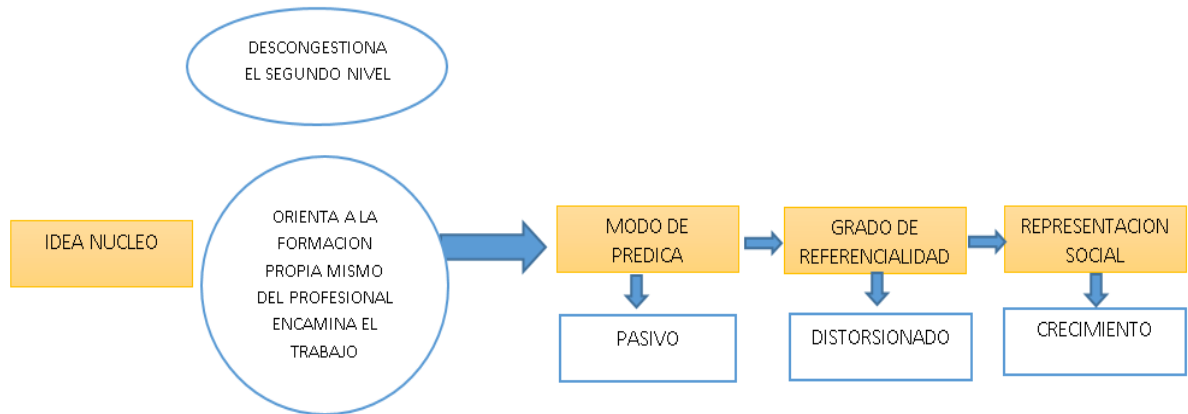 DESCONGESTIONA
EL SEGUNDO NIVEL
IDEA NUCLEO
ORIENTA A LA
FORMACION
PROPIA MISMO
DEL PROFESIONAL
ENCAMINA EL
TRABAJO
MODO DE
PREDICA
PASIVO
GRADO DE
REFERENCIALIDAD
DISTORSIONADO
REPRESENTACION
SOCIAL
CRECIMIENTO